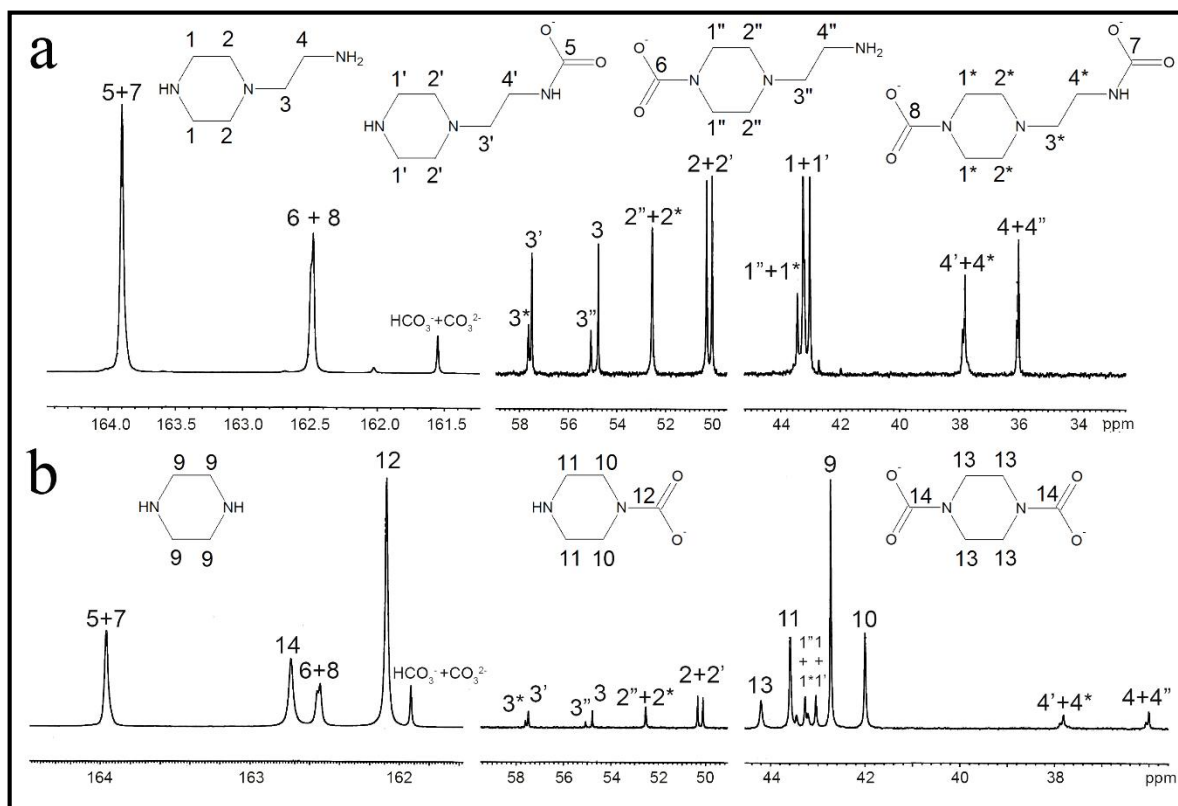 a
1 2 4 NH2
HN N
1 2 3
O-
5 O
1' 2' 4' NH
HN N
1' 2' 3'
O-
6 O
1" 2" 4" NH2
N N
1" 2" 3"
O-
7 O
O-
8 O
1* 2* 4* NH
N N
1* 2* 3*
5+7
6 + 8
HCO3-+CO32-
3*
3'
3"
3
2"+2*
2+2'
1"+1*
1+1'
4'+4*
4+4"
164.0 163.5 163.0 162.5 162.0 161.5
58 56 54 52 50
44 42 40 38 36 34 ppm
b
9 9
HN NH
9 9
11 10
HN N
12 O
O-
11 10
O-
14 O
13 13
N N
14 O
O-
13 13
5+7
14
6+8
12
HCO3-+CO32-
3*
3'
3"
3
2"+2*
2+2'
13
11
1"1
+ +
1*1'
9
10
4'+4*
4+4"
164 163 162
58 56 54 52 50
44 42 40 38 36 ppm